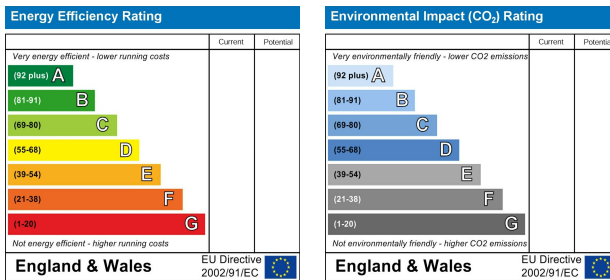 Energy Efficiency Rating
Current Potential
Very energy efficient - lower running costs
(92 plus) A
(81-91) B
(69-80) C
(55-68) D
(39-54) E
(21-38) F
(1-20) G
Not energy efficient - higher running costs
England & Wales
EU Directive
2002/91/EC
Environmental Impact (CO₂) Rating
Current Potential
Very environmentally friendly - lower CO2 emissions
(92 plus) A
(81-91) B
(69-80) C
(55-68) D
(39-54) E
(21-38) F
(1-20) G
Not environmentally friendly - higher CO2 emissions
England & Wales
EU Directive
2002/91/EC